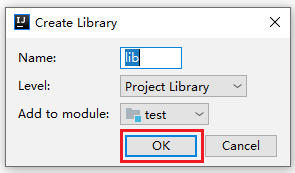 Create Library
Name: lib
Level: Project Library
Add to module: test
OK Cancel